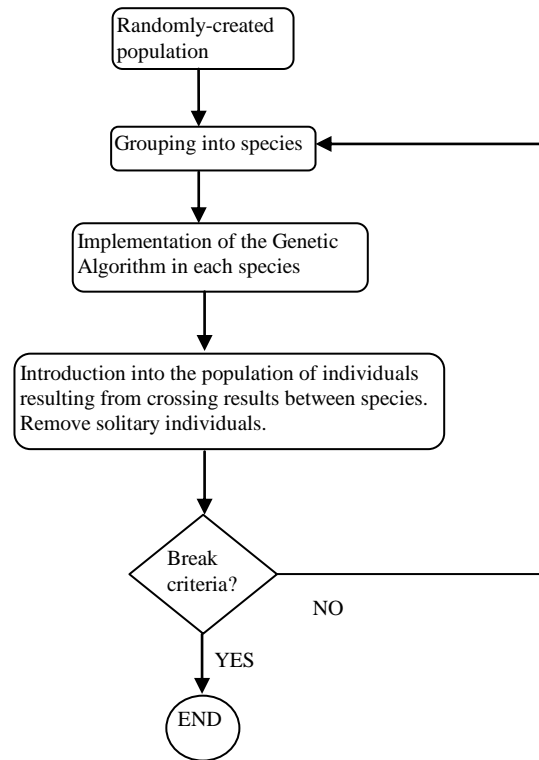 Randomly-created
population
Grouping into species
Implementation of the Genetic
Algorithm in each species
Introduction into the population of individuals
resulting from crossing results between species.
Remove solitary individuals.
Break
criteria?
NO
YES
END